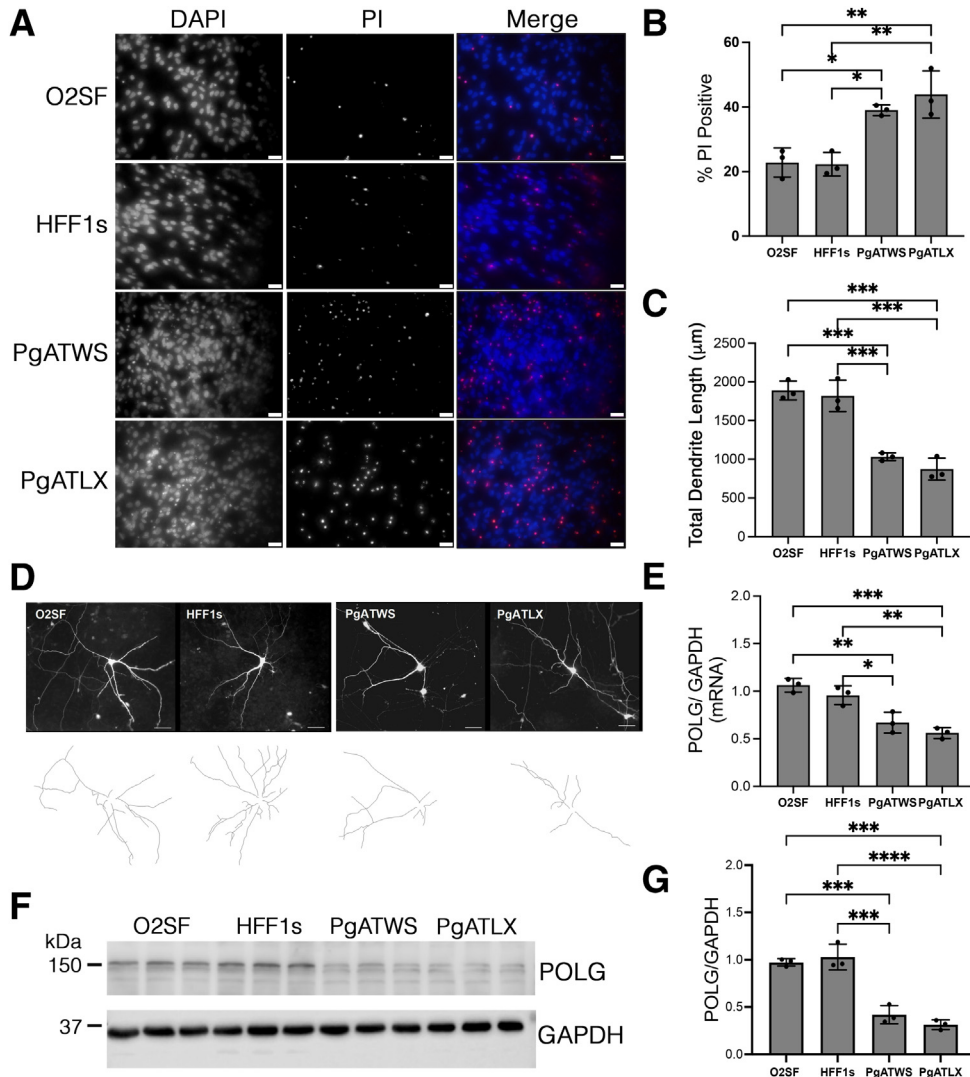 A
DAPI
PI
Merge
O2SF
HFF1s
PgATWS
PgATLX
B
**
**
*
*
% PI Positive
60
40
20
0
O2SF HFF1s PgATWS PgATLX
C
***
***
***
***
Total Dendrite Length (μm)
2500
2000
1500
1000
500
0
O2SF HFF1s PgATWS PgATLX
D
O2SF
HFF1s
PgATWS
PgATLX
E
***
**
**
*
POLG/ GAPDH
(mRNA)
2.0
1.5
1.0
0.5
0.0
O2SF HFF1s PgATWS PgATLX
F
O2SF HFF1s PgATWS PgATLX
kDa
150
POLG
37
GAPDH
G
***
****
***
***
POLG/GAPDH
2.0
1.5
1.0
0.5
0.0
O2SF HFF1s PgATWS PgATLX